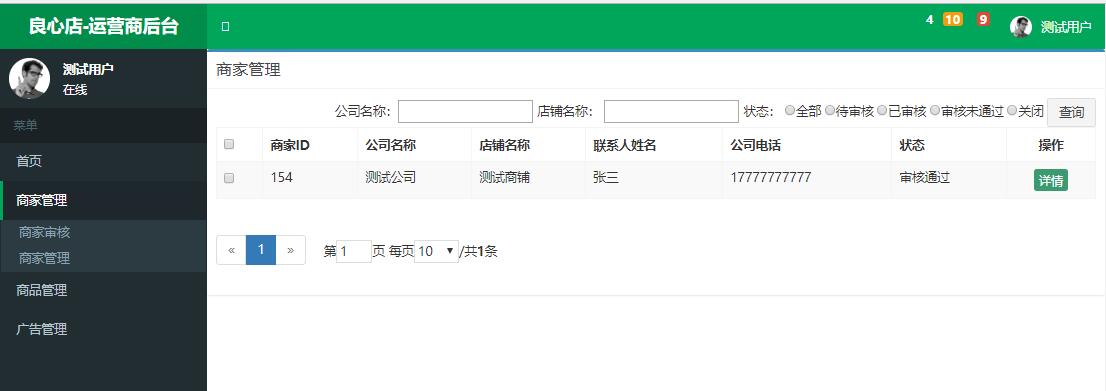 良心店-运营商后台
4 10 9 测试用户
测试用户
在线
菜单
首页
商家管理
商家审核
商家管理
商品管理
广告管理
商家管理
公司名称: 店铺名称: 状态: 全部 待审核 已审核 审核未通过 关闭 查询
商家ID 公司名称 店铺名称 联系人姓名 公司电话 状态 操作
154 测试公司 测试商铺 张三 17777777777 审核通过 详情
« 1 » 第 1 页 每页 10 /共1条